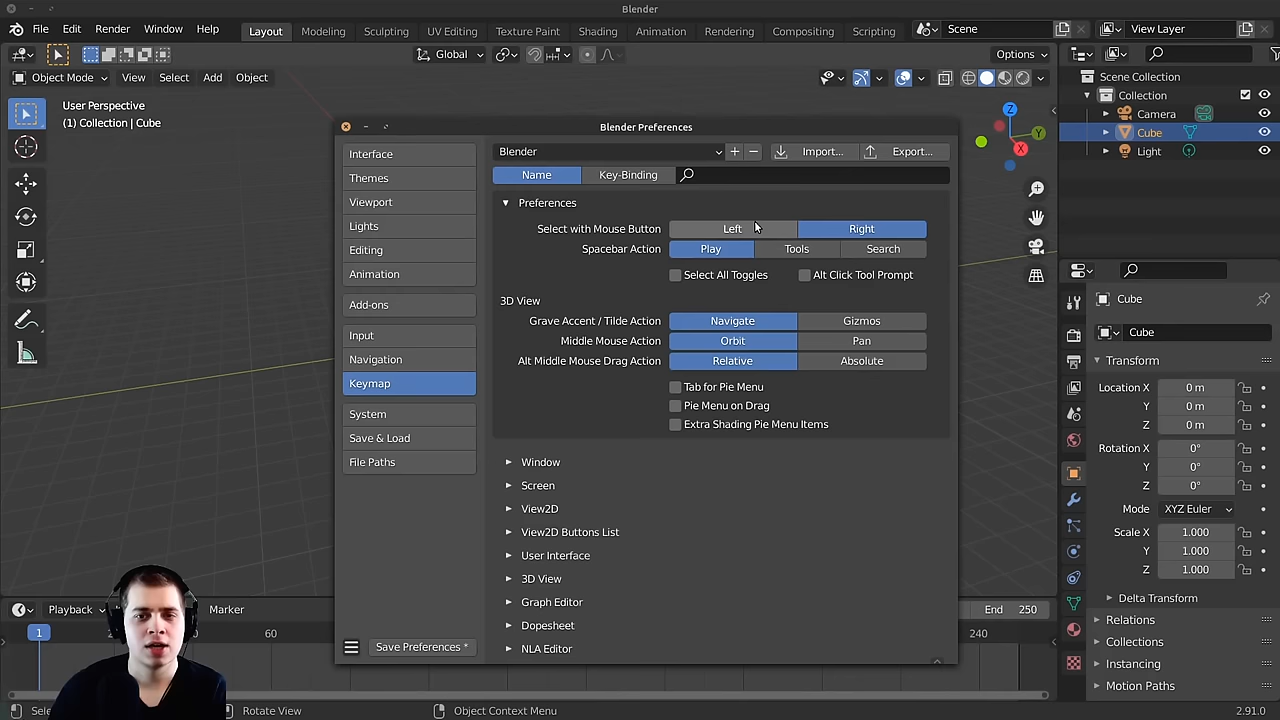 Blender
File Edit Render Window Help Layout Modeling Sculpting UV Editing Texture Paint Shading Animation Rendering Compositing Scripting Scene View Layer
Global Options
Object Mode View Select Add Object
User Perspective
(1) Collection | Cube
Z
Y
X
Scene Collection
Collection
Camera
Cube
Light
Blender Preferences
Interface
Themes
Viewport
Lights
Editing
Animation
Add-ons
Input
Navigation
Keymap
System
Save & Load
File Paths
Save Preferences *
Blender Import... Export...
Name Key-Binding
Preferences
Select with Mouse Button Left Right
Spacebar Action Play Tools Search
Select All Toggles Alt Click Tool Prompt
3D View
Grave Accent / Tilde Action Navigate Gizmos
Middle Mouse Action Orbit Pan
Alt Middle Mouse Drag Action Relative Absolute
Tab for Pie Menu
Pie Menu on Drag
Extra Shading Pie Menu Items
Window
Screen
View2D
View2D Buttons List
User Interface
3D View
Graph Editor
Dopesheet
NLA Editor
Cube
Cube
Transform
Location X 0 m
Y 0 m
Z 0 m
Rotation X 0°
Y 0°
Z 0°
Mode XYZ Euler
Scale X 1.000
Y 1.000
Z 1.000
Delta Transform
Relations
Collections
Instancing
Motion Paths
Playback Marker End 250
1 60 240
Rotate View Object Context Menu 2.91.0